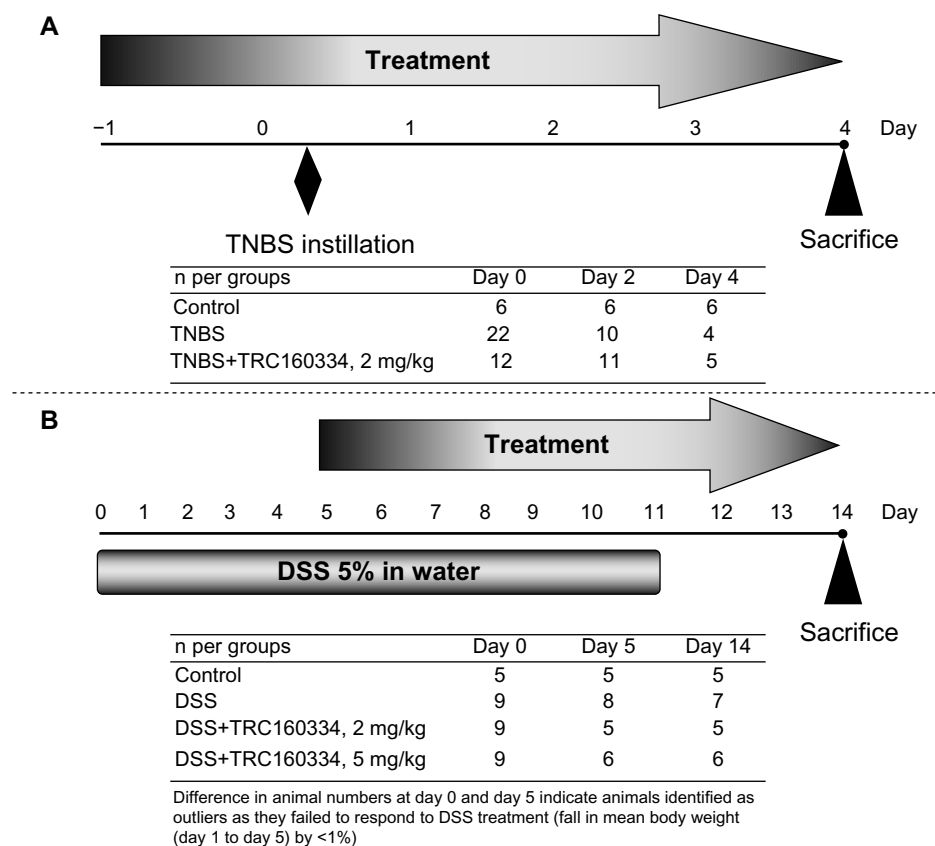 A
Treatment
−1 0 1 2 3 4 Day
TNBS instillation
Sacrifice
n per groups Day 0 Day 2 Day 4
Control 6 6 6
TNBS 22 10 4
TNBS+TRC160334, 2 mg/kg 12 11 5
B
Treatment
0 1 2 3 4 5 6 7 8 9 10 11 12 13 14 Day
DSS 5% in water
Sacrifice
n per groups Day 0 Day 5 Day 14
Control 5 5 5
DSS 9 8 7
DSS+TRC160334, 2 mg/kg 9 5 5
DSS+TRC160334, 5 mg/kg 9 6 6
Difference in animal numbers at day 0 and day 5 indicate animals identified as
outliers as they failed to respond to DSS treatment (fall in mean body weight
(day 1 to day 5) by <1%)